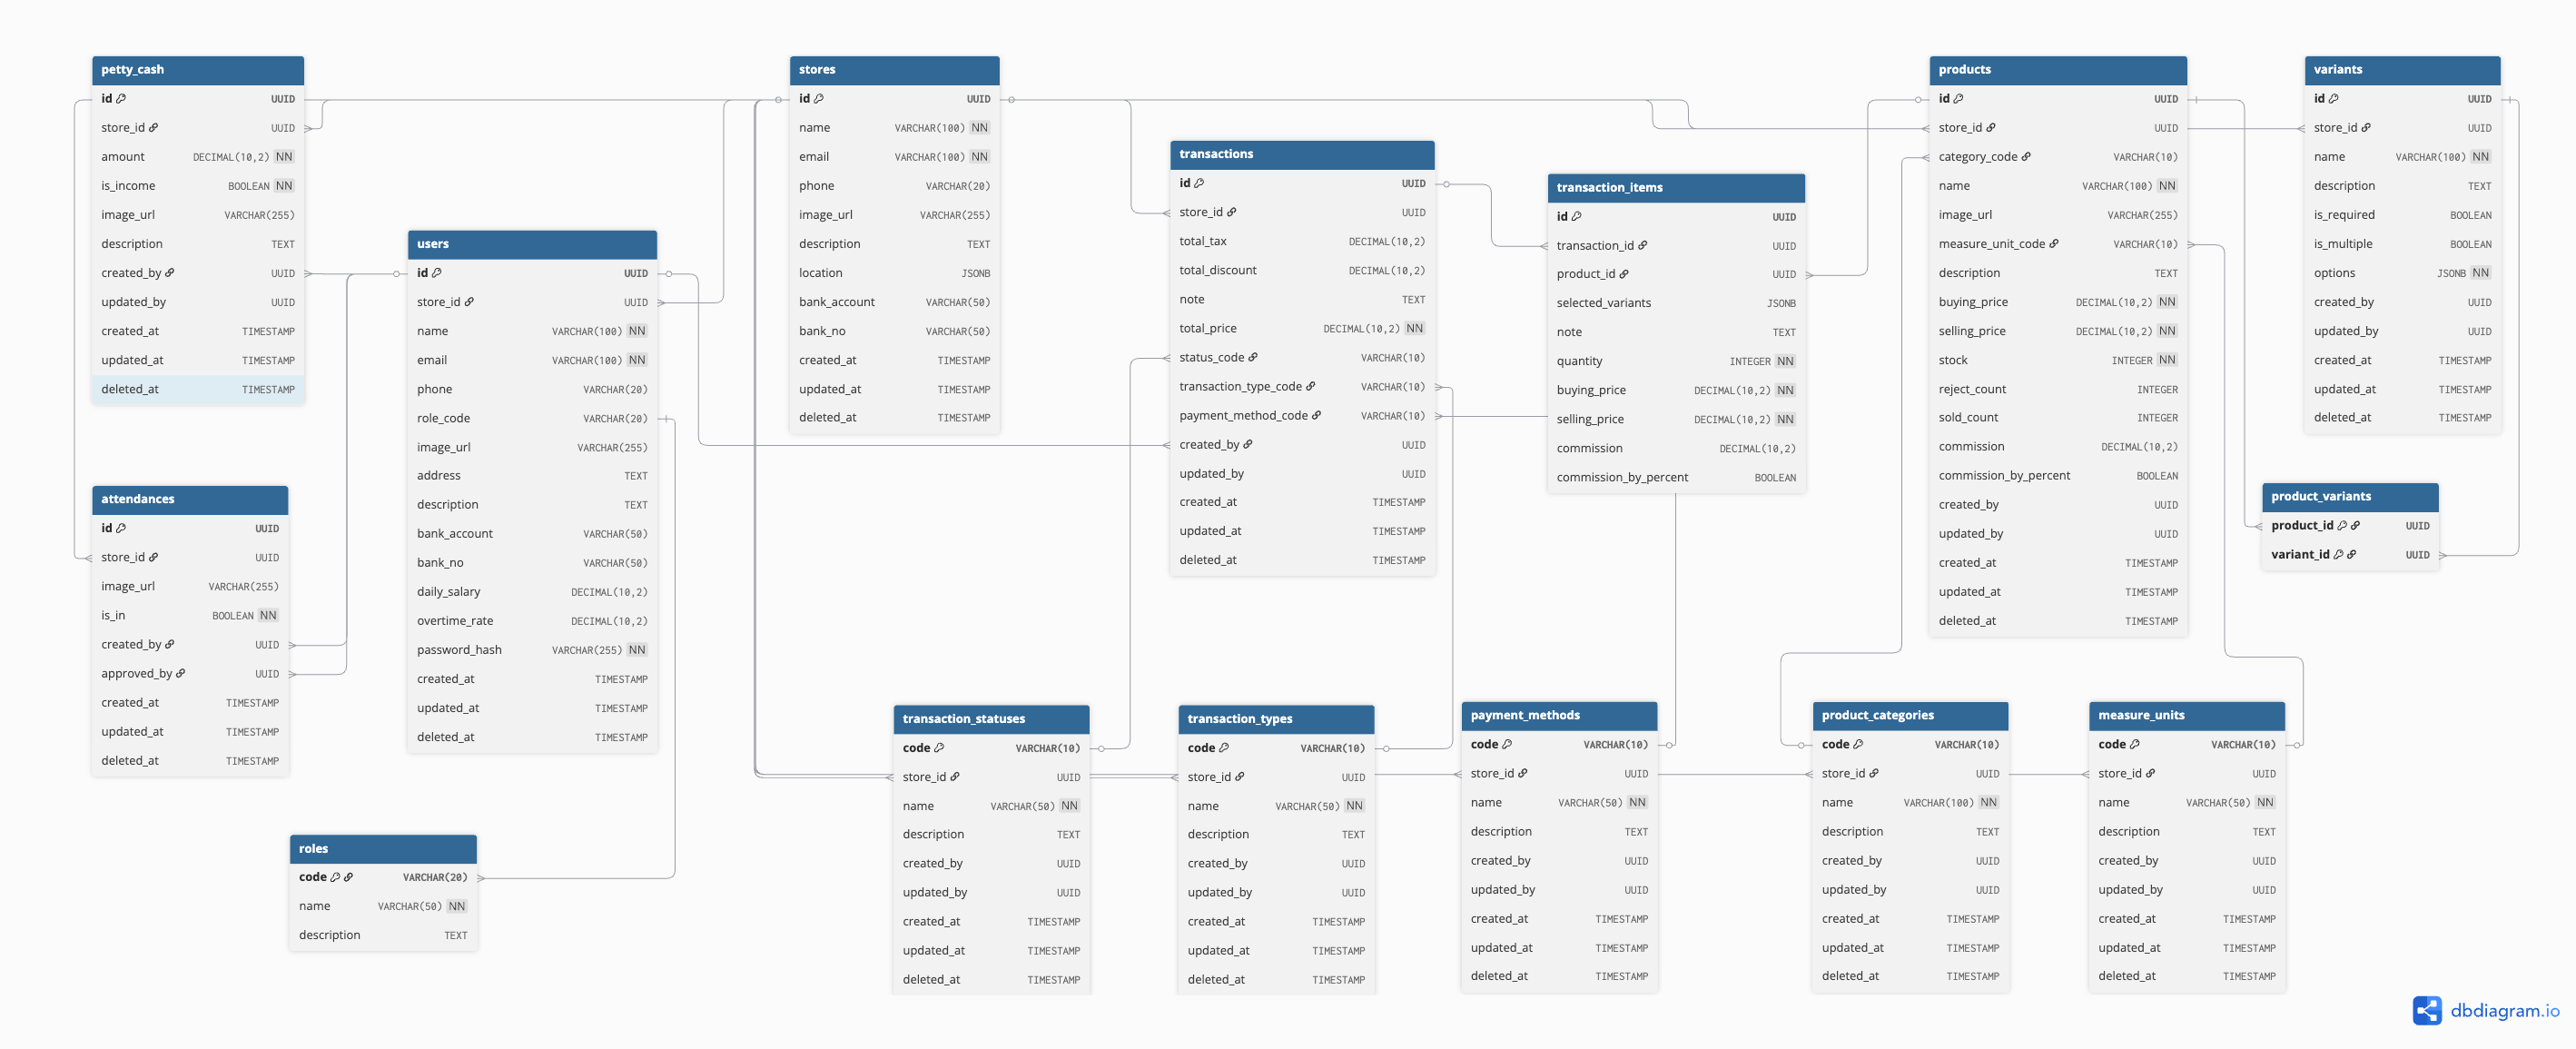 petty_cash
id UUID
store_id UUID
amount DECIMAL(10,2) NN
is_income BOOLEAN NN
image_url VARCHAR(255)
description TEXT
created_by UUID
updated_by UUID
created_at TIMESTAMP
updated_at TIMESTAMP
deleted_at TIMESTAMP
attendances
id UUID
store_id UUID
image_url VARCHAR(255)
is_in BOOLEAN NN
created_by UUID
approved_by UUID
created_at TIMESTAMP
updated_at TIMESTAMP
deleted_at TIMESTAMP
roles
code VARCHAR(20)
name VARCHAR(50) NN
description TEXT
users
id UUID
store_id UUID
name VARCHAR(100) NN
email VARCHAR(100) NN
phone VARCHAR(20)
role_code VARCHAR(20)
image_url VARCHAR(255)
address TEXT
description TEXT
bank_account VARCHAR(50)
bank_no VARCHAR(50)
daily_salary DECIMAL(10,2)
overtime_rate DECIMAL(10,2)
password_hash VARCHAR(255) NN
created_at TIMESTAMP
updated_at TIMESTAMP
deleted_at TIMESTAMP
stores
id UUID
name VARCHAR(100) NN
email VARCHAR(100) NN
phone VARCHAR(20)
image_url VARCHAR(255)
description TEXT
location JSONB
bank_account VARCHAR(50)
bank_no VARCHAR(50)
created_at TIMESTAMP
updated_at TIMESTAMP
deleted_at TIMESTAMP
transactions
id UUID
store_id UUID
total_tax DECIMAL(10,2)
total_discount DECIMAL(10,2)
note TEXT
total_price DECIMAL(10,2) NN
status_code VARCHAR(10)
transaction_type_code VARCHAR(10)
payment_method_code VARCHAR(10)
created_by UUID
updated_by UUID
created_at TIMESTAMP
updated_at TIMESTAMP
deleted_at TIMESTAMP
transaction_items
id UUID
transaction_id UUID
product_id UUID
selected_variants JSONB
note TEXT
quantity INTEGER NN
buying_price DECIMAL(10,2) NN
selling_price DECIMAL(10,2) NN
commission DECIMAL(10,2)
commission_by_percent BOOLEAN
products
id UUID
store_id UUID
category_code VARCHAR(10)
name VARCHAR(100) NN
image_url VARCHAR(255)
measure_unit_code VARCHAR(10)
description TEXT
buying_price DECIMAL(10,2) NN
selling_price DECIMAL(10,2) NN
stock INTEGER NN
reject_count INTEGER
sold_count INTEGER
commission DECIMAL(10,2)
commission_by_percent BOOLEAN
created_by UUID
updated_by UUID
created_at TIMESTAMP
updated_at TIMESTAMP
deleted_at TIMESTAMP
variants
id UUID
store_id UUID
name VARCHAR(100) NN
description TEXT
is_required BOOLEAN
is_multiple BOOLEAN
options JSONB NN
created_by UUID
updated_by UUID
created_at TIMESTAMP
updated_at TIMESTAMP
deleted_at TIMESTAMP
product_variants
product_id UUID
variant_id UUID
transaction_statuses
code VARCHAR(10)
store_id UUID
name VARCHAR(50) NN
description TEXT
created_by UUID
updated_by UUID
created_at TIMESTAMP
updated_at TIMESTAMP
deleted_at TIMESTAMP
transaction_types
code VARCHAR(10)
store_id UUID
name VARCHAR(50) NN
description TEXT
created_by UUID
updated_by UUID
created_at TIMESTAMP
updated_at TIMESTAMP
deleted_at TIMESTAMP
payment_methods
code VARCHAR(10)
store_id UUID
name VARCHAR(50) NN
description TEXT
created_by UUID
updated_by UUID
created_at TIMESTAMP
updated_at TIMESTAMP
deleted_at TIMESTAMP
product_categories
code VARCHAR(10)
store_id UUID
name VARCHAR(100) NN
description TEXT
created_by UUID
updated_by UUID
created_at TIMESTAMP
updated_at TIMESTAMP
deleted_at TIMESTAMP
measure_units
code VARCHAR(10)
store_id UUID
name VARCHAR(50) NN
description TEXT
created_by UUID
updated_by UUID
created_at TIMESTAMP
updated_at TIMESTAMP
deleted_at TIMESTAMP
dbdiagram.io